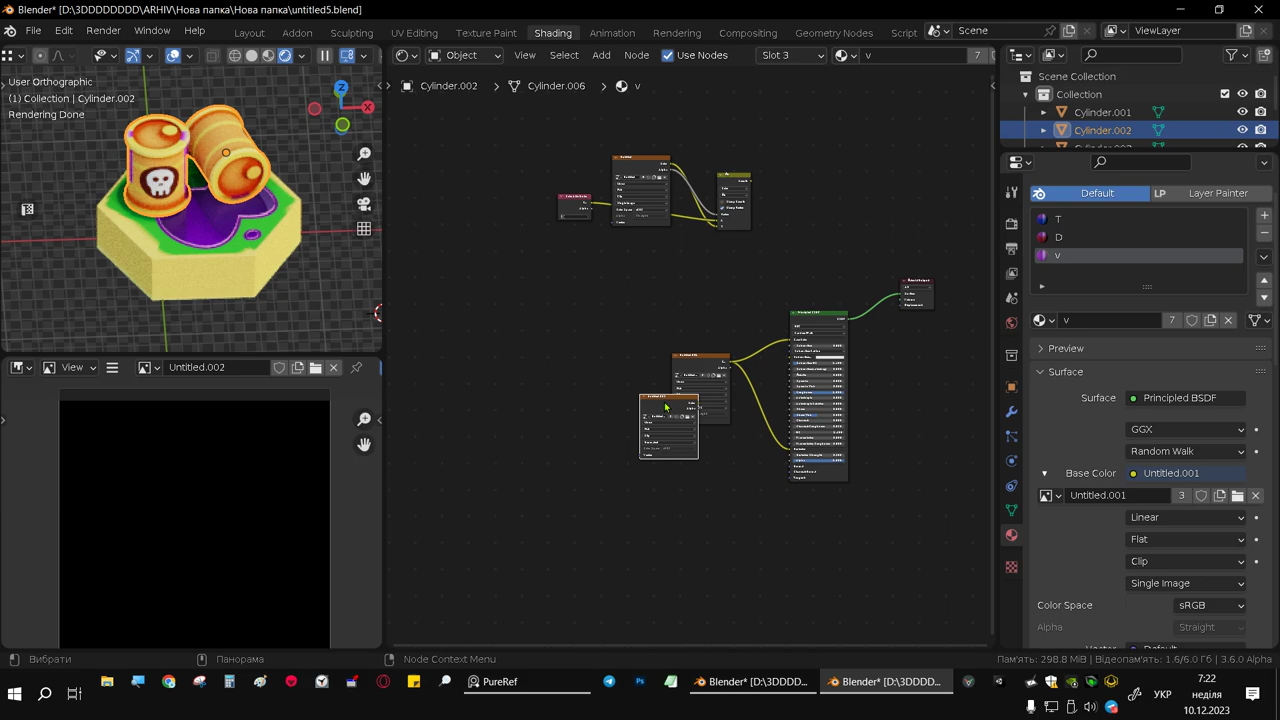 Blender* [D:\3DDDDDDDD\ARHIV\Нова папка\Нова папка\untitled5.blend]
File Edit Render Window Help Layout Addon Sculpting UV Editing Texture Paint Shading Animation Rendering Compositing Geometry Nodes Script Scene ViewLayer
Object View Select Add Node Use Nodes Slot 3 v 7
User Orthographic
(1) Collection | Cylinder.002
Rendering Done
Cylinder.002 > Cylinder.006 > v
Scene Collection
Collection
Cylinder.001
Cylinder.002
Default LP Layer Painter
T
D
v
v 7
Preview
Surface
Surface Principled BSDF
GGX
Random Walk
Base Color Untitled.001
Untitled.001 3
Linear
Flat
Clip
Single Image
Color Space sRGB
Alpha Straight
View Untitled.002
Вибрати Панорама Node Context Menu Пам'ять: 298.8 MiB | Відеопам'ять: 1.6/6.0 Гб | 3.6.0 Alpha
PureRef
Blender* [D:\3DDDD...
Blender* [D:\3DDDD...
УКР
7:22
неділя
10.12.2023